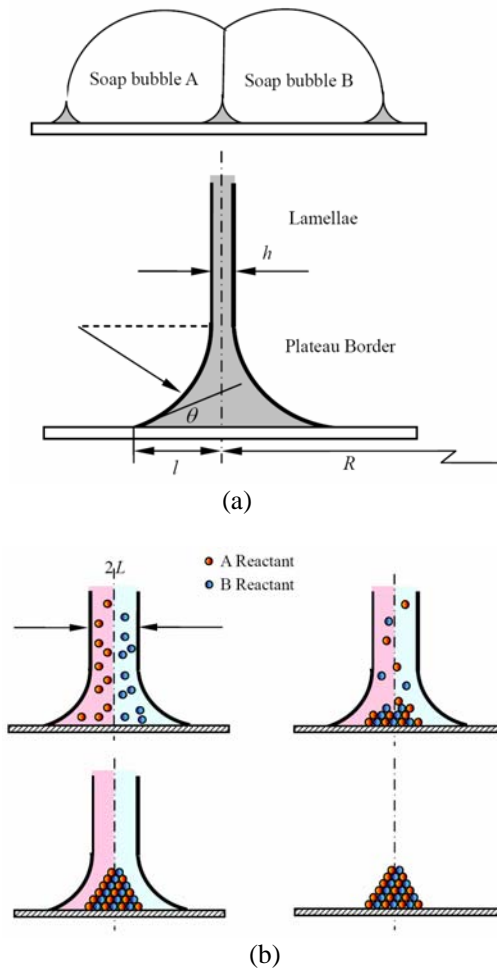 Soap bubble A Soap bubble B
Lamellae
h
Plateau Border
θ
l R
(a)
A Reactant
2L
B Reactant
(b)